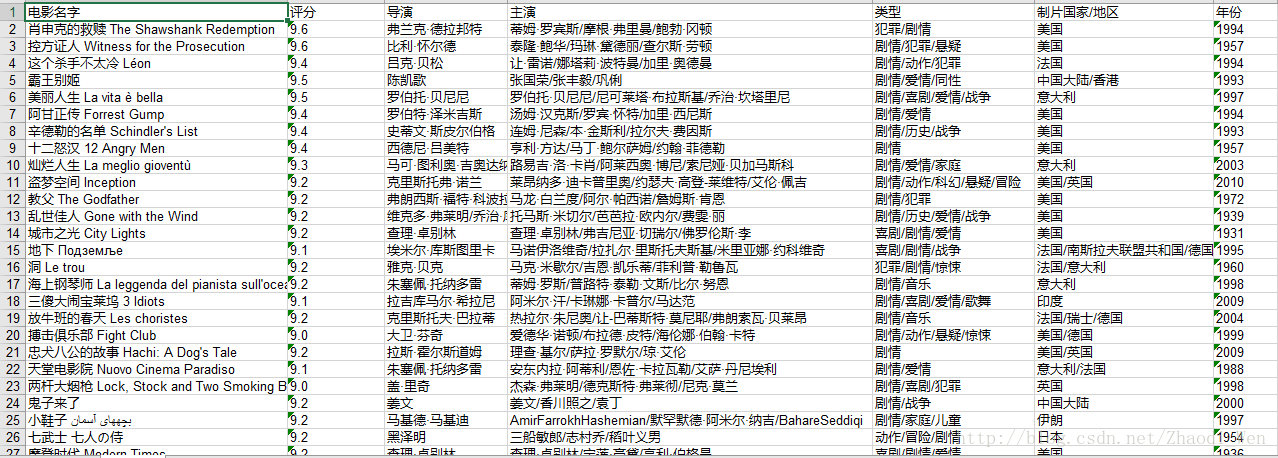 1 电影名字 评分 导演 主演 类型 制片国家/地区 年份
2 肖申克的救赎 The Shawshank Redemption 9.6 弗兰克·德拉邦特 蒂姆·罗宾斯/摩根·弗里曼/鲍勃·冈顿 犯罪/剧情 美国 1994
3 控方证人 Witness for the Prosecution 9.6 比利·怀尔德 泰隆·鲍华/玛琳·黛德丽/查尔斯·劳顿 剧情/犯罪/悬疑 美国 1957
4 这个杀手不太冷 Léon 9.4 吕克·贝松 让·雷诺/娜塔莉·波特曼/加里·奥德曼 剧情/动作/犯罪 法国 1994
5 霸王别姬 9.5 陈凯歌 张国荣/张丰毅/巩俐 剧情/爱情/同性 中国大陆/香港 1993
6 美丽人生 La vita è bella 9.5 罗伯托·贝尼尼 罗伯托·贝尼尼/尼可莱塔·布拉斯基/乔治·坎塔里尼 剧情/喜剧/爱情/战争 意大利 1997
7 阿甘正传 Forrest Gump 9.4 罗伯特·泽米吉斯 汤姆·汉克斯/罗宾·怀特/加里·西尼斯 剧情/爱情 美国 1994
8 辛德勒的名单 Schindler's List 9.4 史蒂文·斯皮尔伯格 连姆·尼森/本·金斯利/拉尔夫·费因斯 剧情/历史/战争 美国 1993
9 十二怒汉 12 Angry Men 9.4 西德尼·吕美特 亨利·方达/马丁·鲍尔萨姆/约翰·菲德勒 剧情 美国 1957
10 灿烂人生 La meglio gioventù 9.3 马可·图利奥·吉奥达纳 路易吉·洛·卡肖/阿莱西奥·博尼/索尼娅·贝加马斯科 剧情/爱情/家庭 意大利 2003
11 盗梦空间 Inception 9.2 克里斯托弗·诺兰 莱昂纳多·迪卡普里奥/约瑟夫·高登-莱维特/艾伦·佩吉 剧情/动作/科幻/悬疑/冒险 美国/英国 2010
12 教父 The Godfather 9.2 弗朗西斯·福特·科波拉 马龙·白兰度/阿尔·帕西诺/詹姆斯·肯恩 剧情/犯罪 美国 1972
13 乱世佳人 Gone with the Wind 9.2 维克多·弗莱明/乔治· 托马斯·米切尔/芭芭拉·欧内尔/费雯·丽 剧情/历史/爱情/战争 美国 1939
14 城市之光 City Lights 9.2 查理·卓别林 查理·卓别林/弗吉尼亚·切瑞尔/佛罗伦斯·李 喜剧/剧情/爱情 美国 1931
15 地下 Подземље 9.1 埃米尔·库斯图里卡 马诺伊洛维奇/拉扎尔·里斯托夫斯基/米里亚娜·约科维奇 喜剧/剧情/战争 法国/南斯拉夫联盟共和国/德国 1995
16 洞 Le trou 9.2 雅克·贝克 马克·米歇尔/吉恩·凯乐蒂/菲利普·勒鲁瓦 犯罪/剧情/惊悚 法国/意大利 1960
17 海上钢琴师 La leggenda del pianista sull'ocea 9.2 朱塞佩·托纳多雷 蒂姆·罗斯/普路特·泰勒·文斯/比尔·努恩 剧情/音乐 意大利 1998
18 三傻大闹宝莱坞 3 Idiots 9.1 拉吉库马尔·希拉尼 阿米尔·汗/卡琳娜·卡普尔/马达范 剧情/喜剧/爱情/歌舞 印度 2009
19 放牛班的春天 Les choristes 9.2 克里斯托夫·巴拉蒂 热拉尔·朱尼奥/让-巴蒂斯特·莫尼耶/弗朗索瓦·贝莱昂 剧情/音乐 法国/瑞士/德国 2004
20 搏击俱乐部 Fight Club 9.0 大卫·芬奇 爱德华·诺顿/布拉德·皮特/海伦娜·伯翰·卡特 剧情/动作/悬疑/惊悚 美国/德国 1999
21 忠犬八公的故事 Hachi: A Dog's Tale 9.2 拉斯·霍尔斯道姆 理查·基尔/萨拉·罗默尔/琼·艾伦 剧情 美国/英国 2009
22 天堂电影院 Nuovo Cinema Paradiso 9.1 朱塞佩·托纳多雷 安东内拉·阿蒂利/恩佐·卡拉瓦勒/艾萨·丹尼埃利 剧情/爱情 意大利/法国 1988
23 两杆大烟枪 Lock, Stock and Two Smoking B 9.0 盖·里奇 杰森·弗莱明/德克斯特·弗莱彻/尼克·莫兰 剧情/喜剧/犯罪 英国 1998
24 鬼子来了 9.2 姜文 姜文/香川照之/袁丁 剧情/战争 中国大陆 2000
25 小鞋子 بچه‌های آسمان 9.2 马基德·马基迪 AmirFarrokhHashemian/默罕默德·阿米尔·纳吉/BahareSeddiqi 剧情/家庭/儿童 伊朗 1997
26 七武士 七人の侍 9.2 黑泽明 三船敏郎/志村乔/稻叶义男 动作/冒险/剧情 日本 1954
27 摩登时代 Modern Times 9.2 查理·卓别林 美国 1936